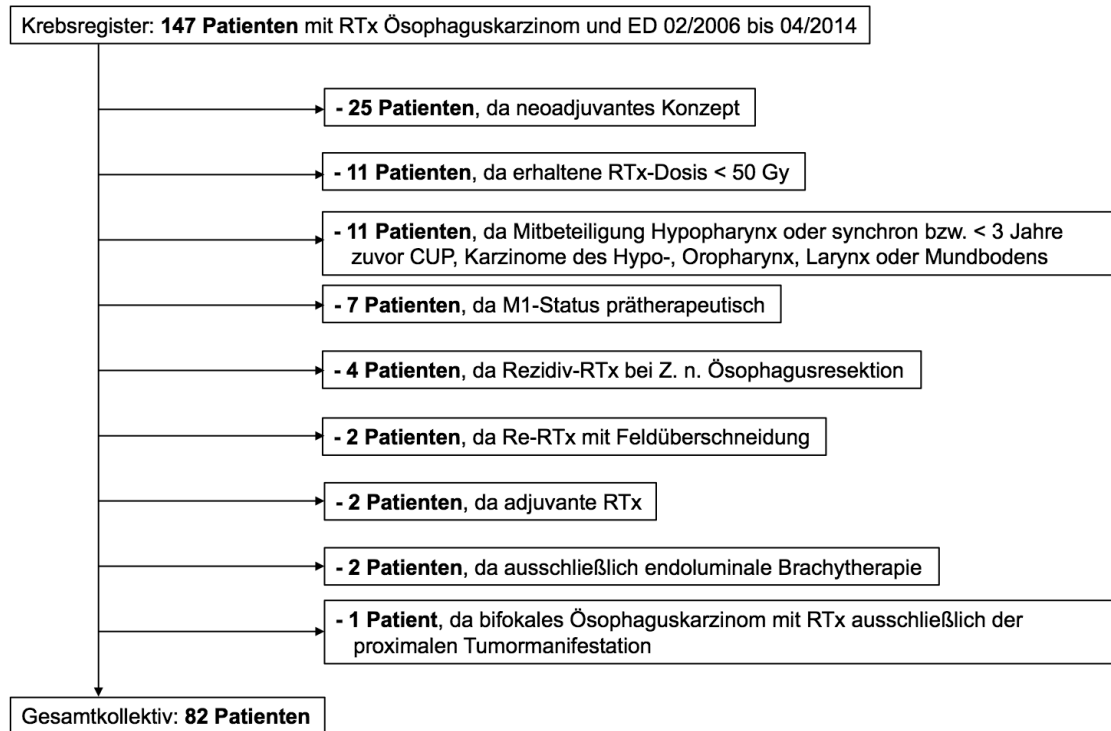 Krebsregister: 147 Patienten mit RTx Ösophaguskarzinom und ED 02/2006 bis 04/2014
- 25 Patienten, da neoadjuvantes Konzept
- 11 Patienten, da erhaltene RTx-Dosis < 50 Gy
- 11 Patienten, da Mitbeteiligung Hypopharynx oder synchron bzw. < 3 Jahre
zuvor CUP, Karzinome des Hypo-, Oropharynx, Larynx oder Mundbodens
- 7 Patienten, da M1-Status prätherapeutisch
- 4 Patienten, da Rezidiv-RTx bei Z. n. Ösophagusresektion
- 2 Patienten, da Re-RTx mit Feldüberschneidung
- 2 Patienten, da adjuvante RTx
- 2 Patienten, da ausschließlich endoluminale Brachytherapie
- 1 Patient, da bifokales Ösophaguskarzinom mit RTx ausschließlich der
proximalen Tumormanifestation
Gesamtkollektiv: 82 Patienten